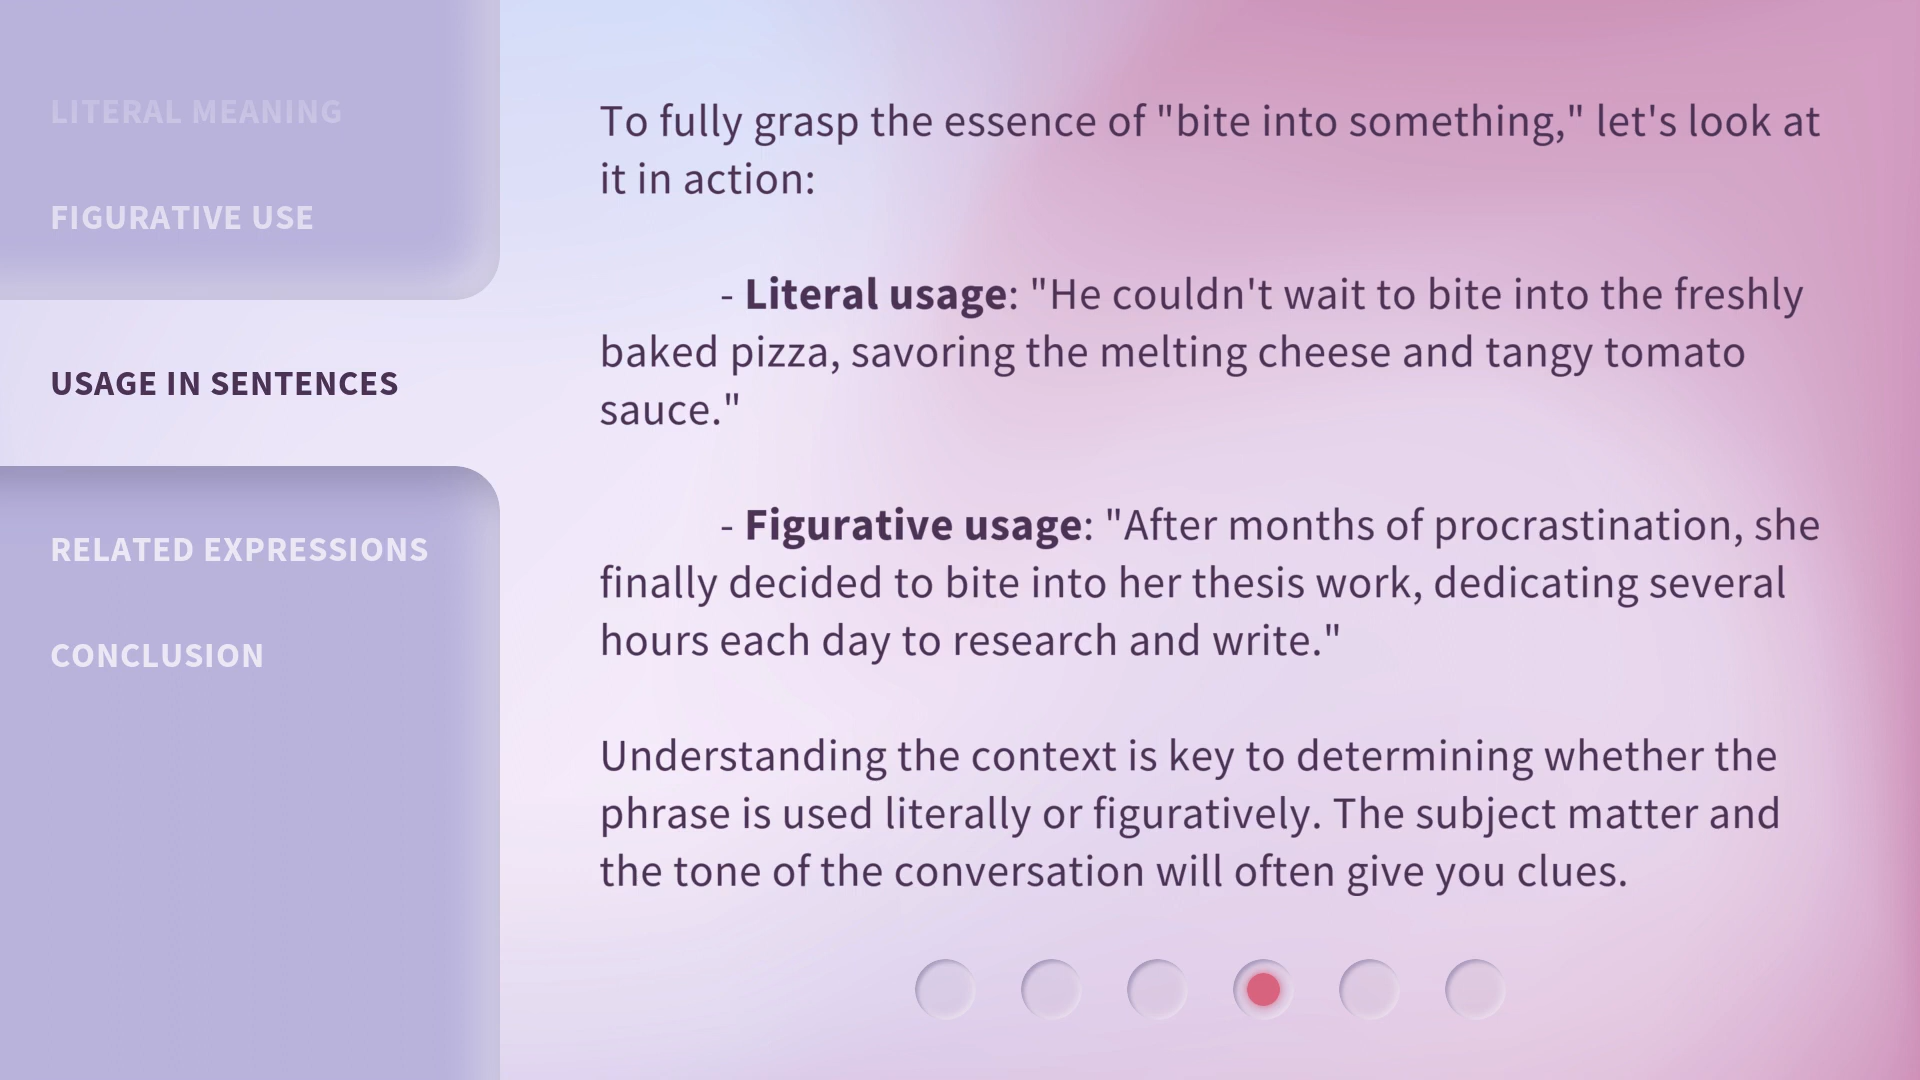 LITERAL MEANING
FIGURATIVE USE
USAGE IN SENTENCES
RELATED EXPRESSIONS
CONCLUSION
To fully grasp the essence of "bite into something," let's look at
it in action:
- Literal usage: "He couldn't wait to bite into the freshly
baked pizza, savoring the melting cheese and tangy tomato
sauce."
- Figurative usage: "After months of procrastination, she
finally decided to bite into her thesis work, dedicating several
hours each day to research and write."
Understanding the context is key to determining whether the
phrase is used literally or figuratively. The subject matter and
the tone of the conversation will often give you clues.